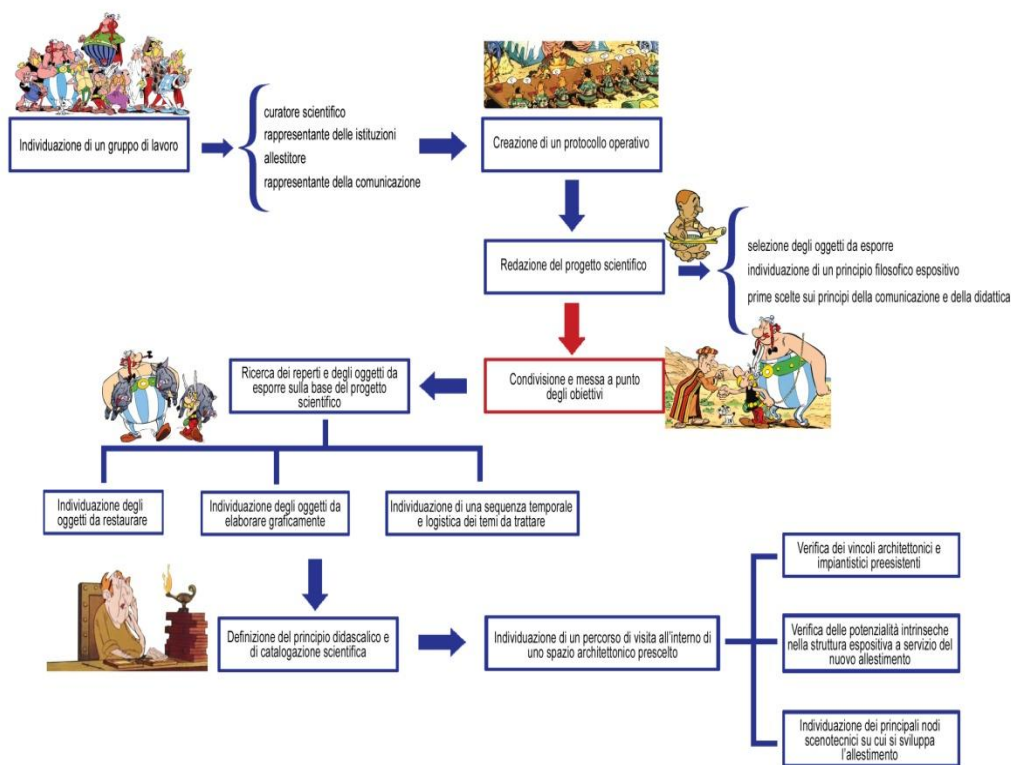 Individuazione di un gruppo di lavoro
curatore scientifico
rappresentante delle istituzioni
allestitore
rappresentante della comunicazione
Creazione di un protocollo operativo
Redazione del progetto scientifico
selezione degli oggetti da esporre
individuazione di un principio filosofico espositivo
prime scelte sui principi della comunicazione e della didattica
Condivisione e messa a punto
degli obiettivi
Ricerca dei reperti e degli oggetti da
esporre sulla base del progetto
scientifico
Individuazione degli
oggetti da restaurare
Individuazione degli oggetti da
elaborare graficamente
Individuazione di una sequenza temporale
e logistica dei temi da trattare
Definizione del principio didascalico e
di catalogazione scientifica
Individuazione di un percorso di visita all'interno di
uno spazio architettonico prescelto
Verifica dei vincoli architettonici e
impiantistici preesistenti
Verifica delle potenzialità intrinseche
nella struttura espositiva a servizio del
nuovo allestimento
Individuazione dei principali nodi
scenotecnici su cui si sviluppa
l'allestimento